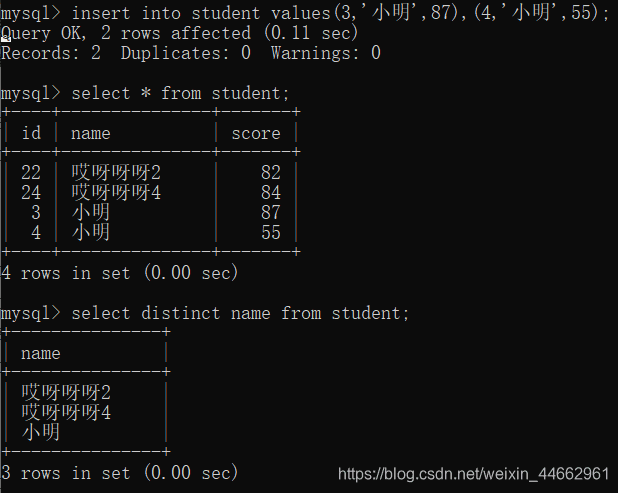 mysql> insert into student values(3,'小明',87),(4,'小明',55);
Query OK, 2 rows affected (0.11 sec)
Records: 2  Duplicates: 0  Warnings: 0
mysql> select * from student;
+----+---------------+-------+
| id | name          | score |
+----+---------------+-------+
| 22 | 哎呀呀呀2     |    82 |
| 24 | 哎呀呀呀4     |    84 |
|  3 | 小明          |    87 |
|  4 | 小明          |    55 |
+----+---------------+-------+
4 rows in set (0.00 sec)
mysql> select distinct name from student;
+---------------+
| name          |
+---------------+
| 哎呀呀呀2     |
| 哎呀呀呀4     |
| 小明          |
+---------------+
3 rows in set (0.00 sec)
https://blog.csdn.net/weixin_44662961